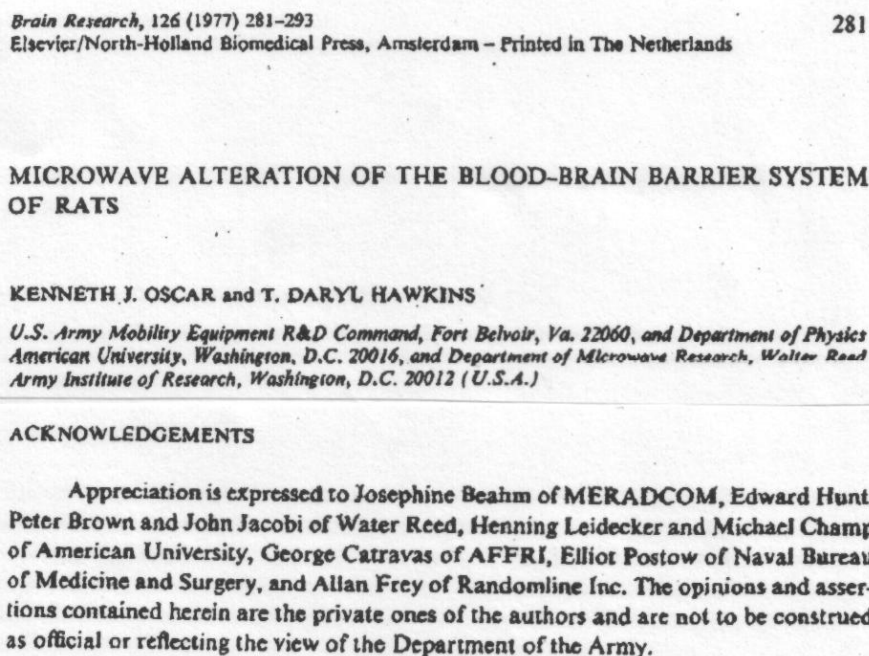 Brain Research, 126 (1977) 281–293
281
Elsevier/North-Holland Biomedical Press, Amsterdam – Printed in The Netherlands
MICROWAVE ALTERATION OF THE BLOOD–BRAIN BARRIER SYSTEM
OF RATS
KENNETH J. OSCAR and T. DARYL HAWKINS
U.S. Army Mobility Equipment R&D Command, Fort Belvoir, Va. 22060, and Department of Physics
American University, Washington, D.C. 20016, and Department of Microwave Research, Walter Reed
Army Institute of Research, Washington, D.C. 20012 (U.S.A.)
ACKNOWLEDGEMENTS
Appreciation is expressed to Josephine Beahm of MERADCOM, Edward Hunt
Peter Brown and John Jacobi of Water Reed, Henning Leidecker and Michael Champ
of American University, George Catravas of AFFRI, Elliot Postow of Naval Bureau
of Medicine and Surgery, and Allan Frey of Randomline Inc. The opinions and asser-
tions contained herein are the private ones of the authors and are not to be construed
as official or reflecting the view of the Department of the Army.